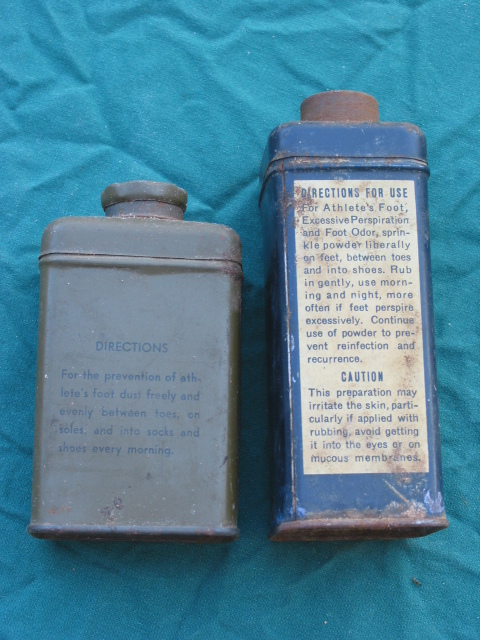 DIRECTIONS
For the prevention of ath-
lete's foot dust freely and
evenly between toes, on
soles, and into socks and
shoes every morning.
DIRECTIONS FOR USE
For Athlete's Foot,
Excessive Perspiration
and Foot Odor, sprin-
kle powder liberally
on feet, between toes
and into shoes. Rub
in gently, use morn-
ing and night, more
often if feet perspire
excessively. Continue
use of powder to pre-
vent reinfection and
recurrence.
CAUTION
This preparation may
irritate the skin, parti-
cularly if applied with
rubbing, avoid getting
it into the eyes or on
mucous membranes.